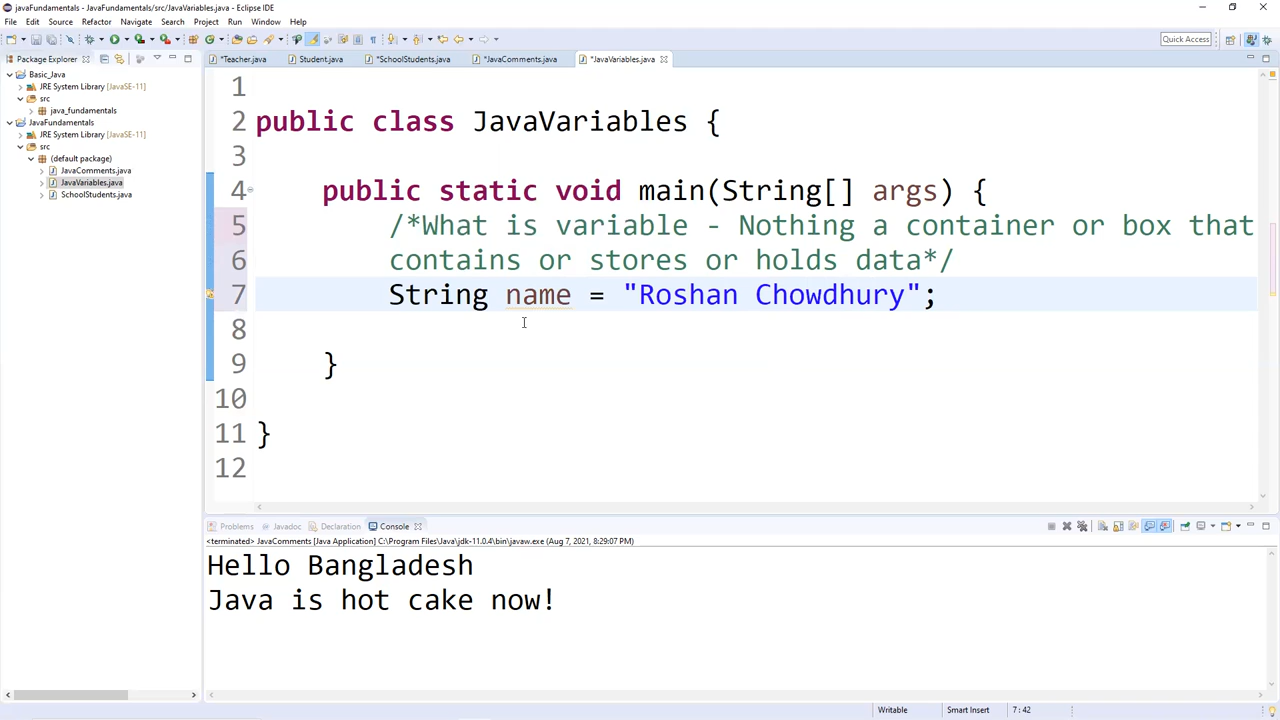 javaFundamentals - JavaFundamentals/src/JavaVariables.java - Eclipse IDE
File Edit Source Refactor Navigate Search Project Run Window Help
Quick Access
Package Explorer
*Teacher.java Student.java *SchoolStudents.java *JavaComments.java *JavaVariables.java
Basic_Java
JRE System Library [JavaSE-11]
src
java_fundamentals
JavaFundamentals
JRE System Library [JavaSE-11]
src
(default package)
JavaComments.java
JavaVariables.java
SchoolStudents.java
1
2 public class JavaVariables {
3
4 public static void main(String[] args) {
5 /*What is variable - Nothing a container or box that
6 contains or stores or holds data*/
7 String name = "Roshan Chowdhury";
8
9 }
10
11 }
12
Problems Javadoc Declaration Console
<terminated> JavaComments [Java Application] C:\Program Files\Java\jdk-11.0.4\bin\javaw.exe (Aug 7, 2021, 8:29:07 PM)
Hello Bangladesh
Java is hot cake now!
Writable Smart Insert 7 : 42